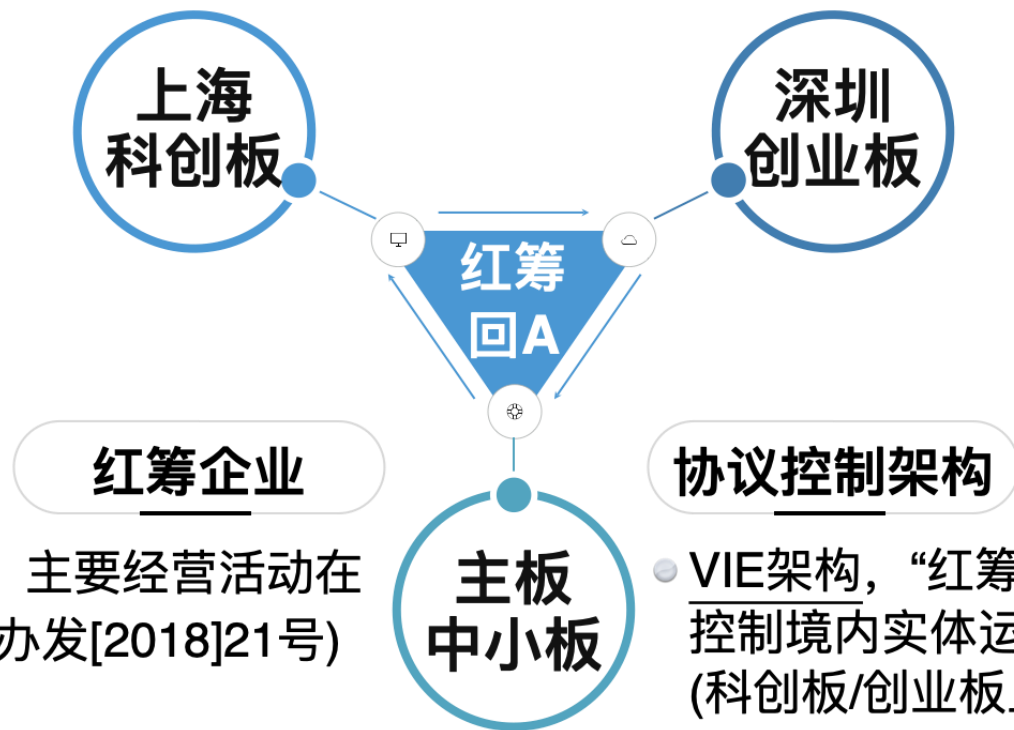 上海
科创板
深圳
创业板
红筹
回A
红筹企业
主要经营活动在
办发[2018]21号)
主板
中小板
协议控制架构
VIE架构，“红筹
控制境内实体运
(科创板/创业板